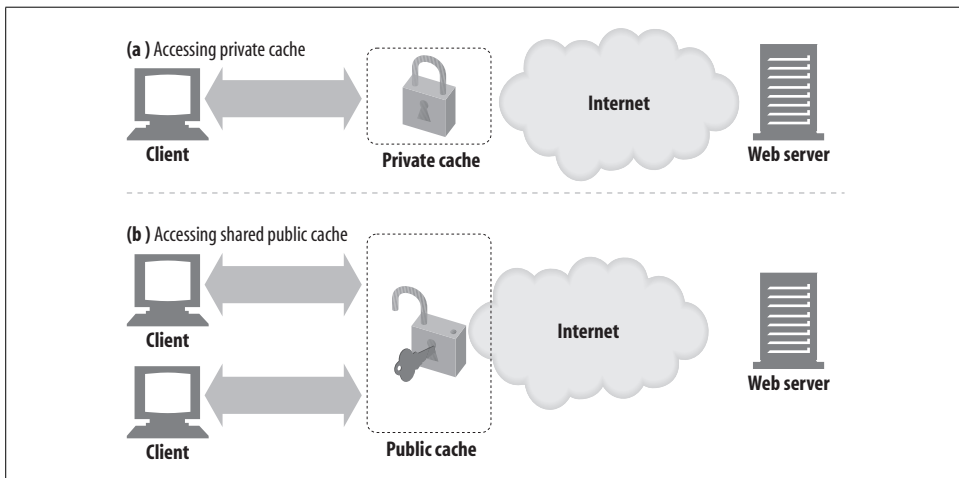 (a ) Accessing private cache
Client
Private cache
Internet
Web server
(b ) Accessing shared public cache
Client
Client
Public cache
Internet
Web server